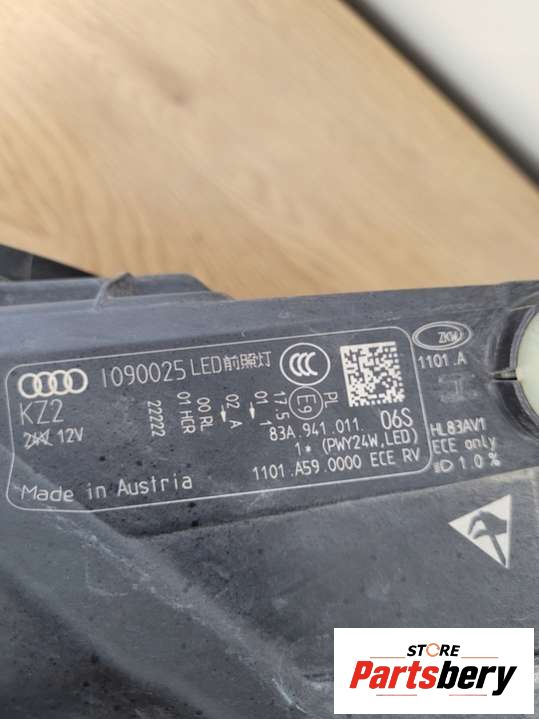 ZKW
1090025 LED前照灯
CCC
1101.A
KZ2
24V 12V
22222
01 HCR
00 RL
02 A
01 1
17.5
E9
PL
83A.941.011. 06S
1* (PWY24W,LED)
1101.A59.0000 ECE RV
Made in Austria
HL83AV1
ECE only
1.0 %
STORE
Partsbery